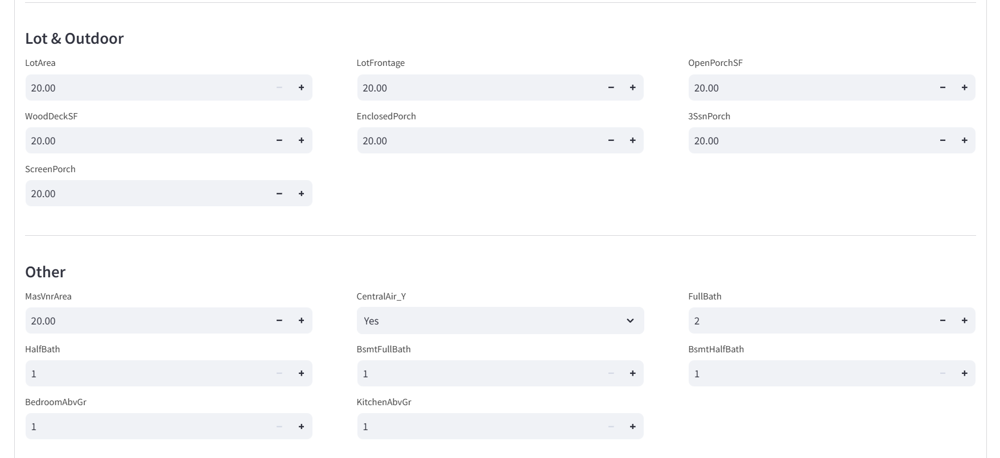 Lot & Outdoor
LotArea LotFrontage OpenPorchSF
20.00 20.00 20.00
WoodDeckSF EnclosedPorch 3SsnPorch
20.00 20.00 20.00
ScreenPorch
20.00
Other
MasVnrArea CentralAir_Y FullBath
20.00 Yes 2
HalfBath BsmtFullBath BsmtHalfBath
1 1 1
BedroomAbvGr KitchenAbvGr
1 1